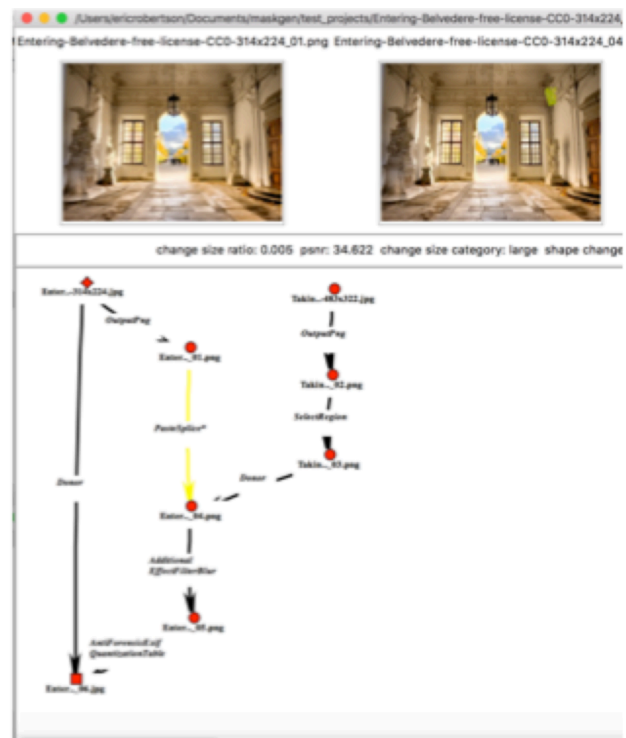 /Users/ericrobertson/Documents/maskgen/test_projects/Entering-Belvedere-free-license-CC0-314x224_
Entering-Belvedere-free-license-CC0-314x224_01.png Entering-Belvedere-free-license-CC0-314x224_04
change size ratio: 0.005 psnr: 34.622 change size category: large shape change
Enter...-314x224.jpg
Takin...-483x322.jpg
OutputPng
OutputPng
Enter..._01.png
Takin..._02.png
SelectRegion
PasteSplice*
Takin..._03.png
Donor
Donor
Enter..._04.png
Additional
EffectFilterBlur
Enter..._05.png
AntiForensicExif
QuantizationTable
Enter..._06.jpg